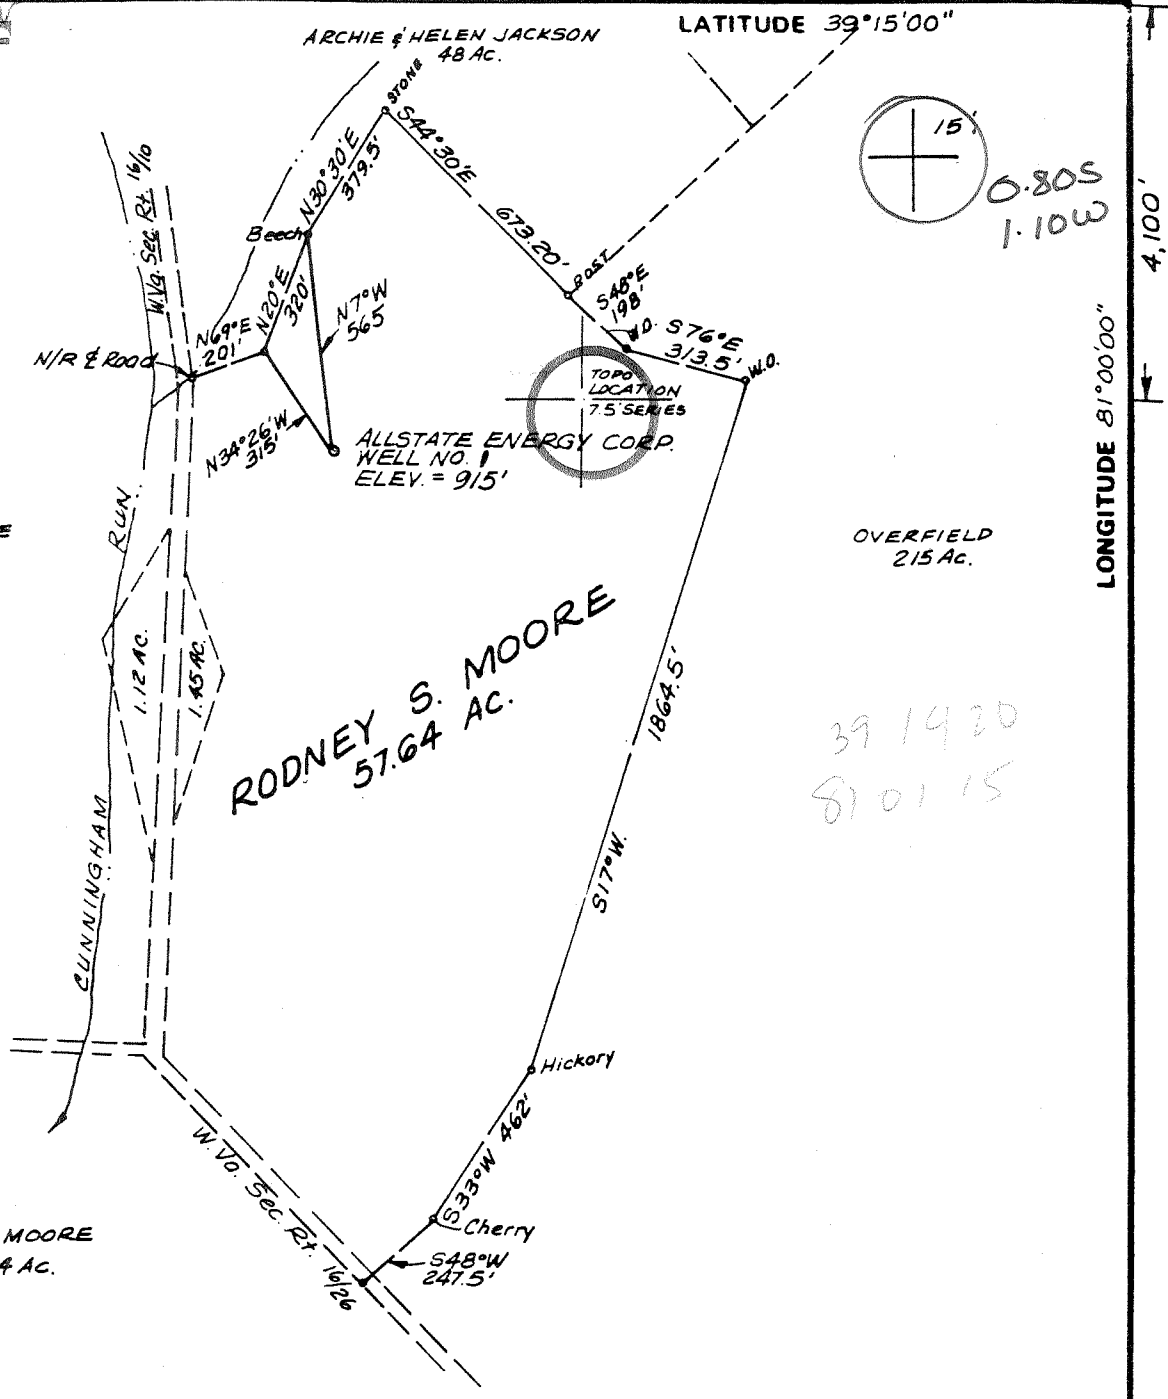 LATITUDE 39°15'00"
ARCHIE & HELEN JACKSON
48 AC.
STONE
S44°30'E
673.20'
15'
0.80S
1.10W
4,100'
W.Va. Sec. Rt. 16/10
N30°30'E
379.5'
Beech
N20°E
320'
N7°W
565
POST
S48°E
198'
W.O.
S76°E
313.5'
W.O.
N69°E
201'
N/R & Road
TOPO
LOCATION
7.5' SERIES
N34°26'W
315'
ALLSTATE ENERGY CORP.
WELL NO. 1
ELEV. = 915'
LONGITUDE 81°00'00"
OVERFIELD
215 AC.
CUNNINGHAM RUN
1.12 AC.
1.45 AC.
RODNEY S. MOORE
57.64 AC.
S17°W. 1864.5'
39 14 20
81 01 15
Hickory
S33°W 462'
Cherry
S48°W
247.5'
W. Va. Sec. Rt. 16/26
MOORE
4 AC.